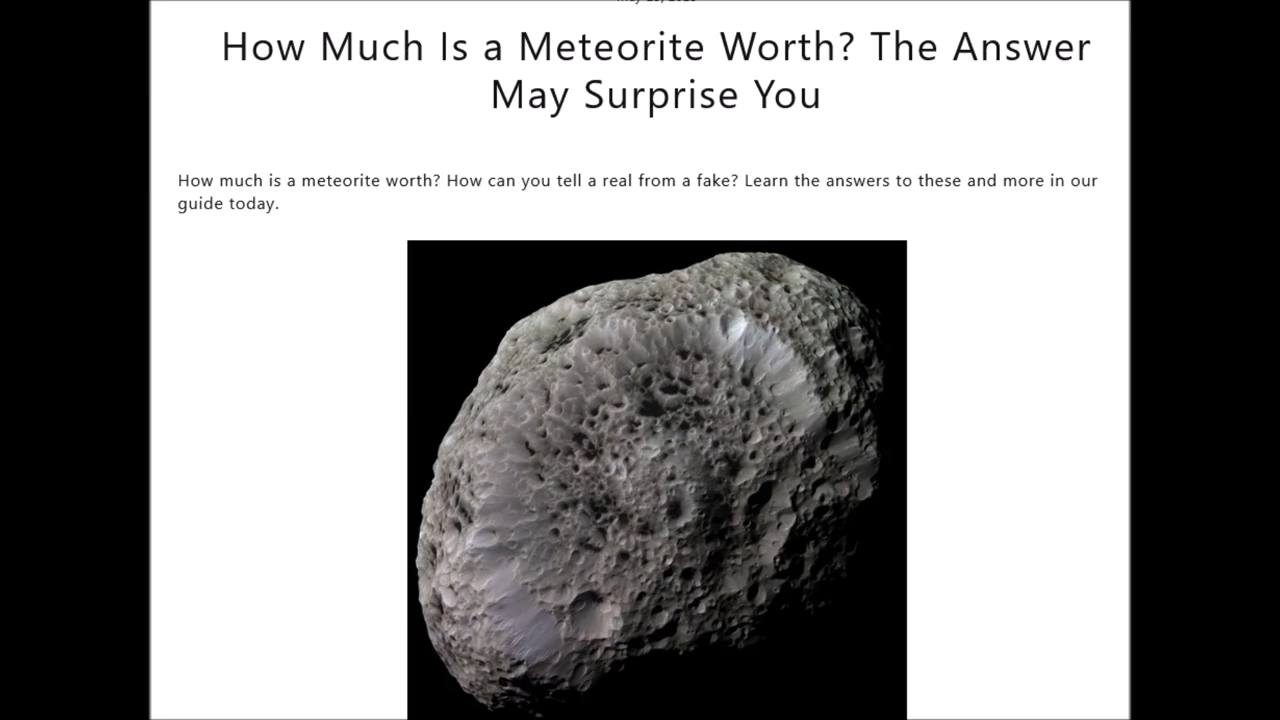 How Much Is a Meteorite Worth? The Answer
May Surprise You
How much is a meteorite worth? How can you tell a real from a fake? Learn the answers to these and more in our
guide today.